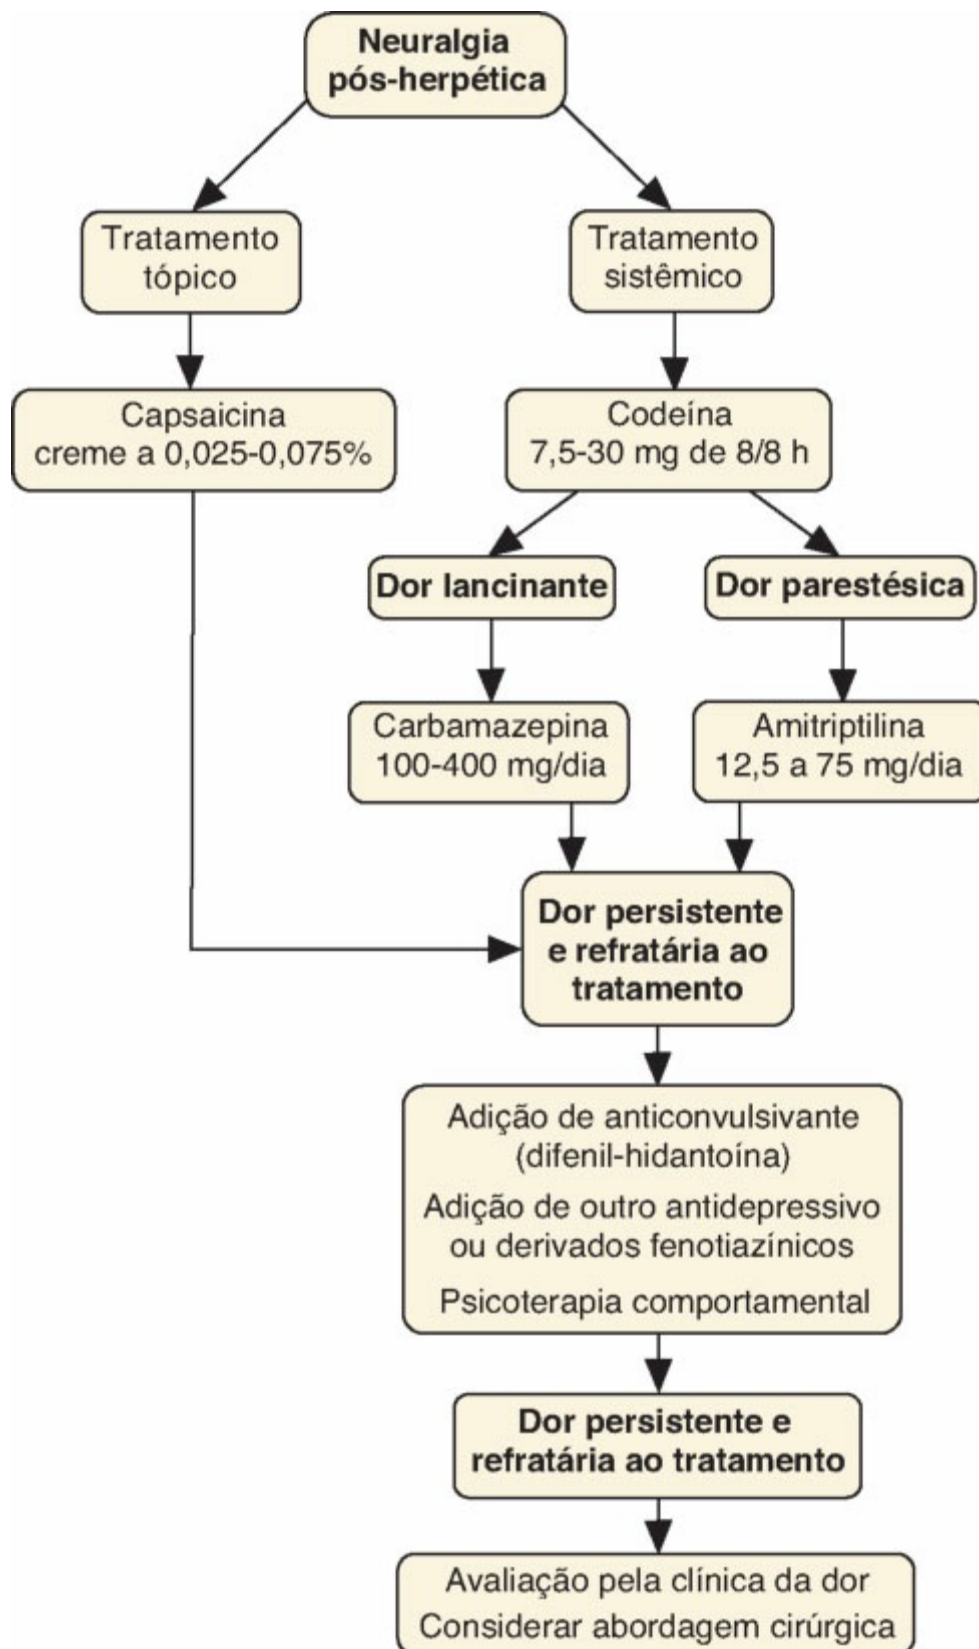 Neuralgia
pós-herpética
Tratamento
tópico
Tratamento
sistêmico
Capsaicina
creme a 0,025-0,075%
Codeína
7,5-30 mg de 8/8 h
Dor lancinante
Dor parestésica
Carbamazepina
100-400 mg/dia
Amitriptilina
12,5 a 75 mg/dia
Dor persistente
e refratária ao
tratamento
Adição de anticonvulsivante
(difenil-hidantoína)
Adição de outro antidepressivo
ou derivados fenotiazínicos
Psicoterapia comportamental
Dor persistente e
refratária ao tratamento
Avaliação pela clínica da dor
Considerar abordagem cirúrgica